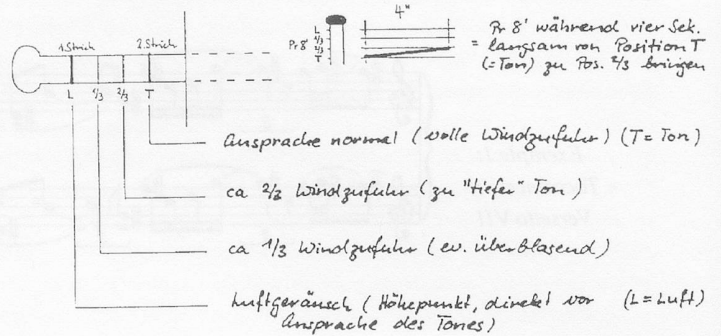 4"
L
1/3
2/3
T
Pr 8'
Pr 8' während vier Sek.
= langsam von Position T
(=Ton) zu Pos. 2/3 bringen
1. Strich 2. Strich
L 1/3 2/3 T
Ansprache normal (volle Windzufuhr) (T = Ton)
ca 2/3 Windzufuhr (zu "tiefer" Ton)
ca 1/3 Windzufuhr (ev. überblasend)
Luftgeräusch (Höhepunkt, direkt vor (L = Luft)
Ansprache des Tones)